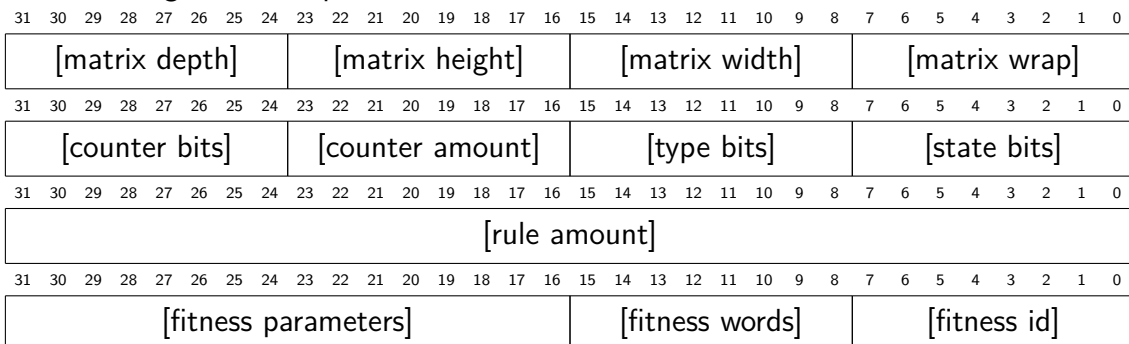 31 30 29 28 27 26 25 24 23 22 21 20 19 18 17 16 15 14 13 12 11 10 9 8 7 6 5 4 3 2 1 0
[matrix depth] [matrix height] [matrix width] [matrix wrap]
31 30 29 28 27 26 25 24 23 22 21 20 19 18 17 16 15 14 13 12 11 10 9 8 7 6 5 4 3 2 1 0
[counter bits] [counter amount] [type bits] [state bits]
31 30 29 28 27 26 25 24 23 22 21 20 19 18 17 16 15 14 13 12 11 10 9 8 7 6 5 4 3 2 1 0
[rule amount]
31 30 29 28 27 26 25 24 23 22 21 20 19 18 17 16 15 14 13 12 11 10 9 8 7 6 5 4 3 2 1 0
[fitness parameters] [fitness words] [fitness id]